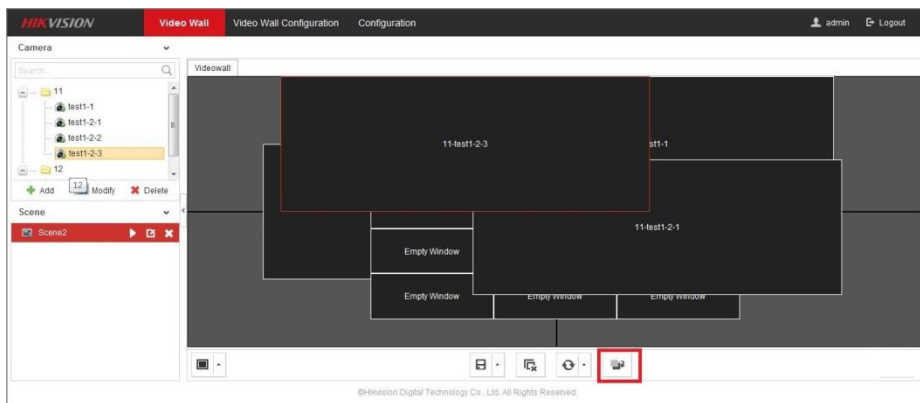 HIKVISION Video Wall Video Wall Configuration Configuration admin Logout
Camera
Search...
Videowall
11
test1-1
test1-2-1
test1-2-2
test1-2-3
12
Add 12 Modify Delete
Scene
Scene2
11-test1-2-3
st1-1
11-test1-2-1
Empty Window
Empty Window Empty Window Empty Window
©Hikvision Digital Technology Co., Ltd. All Rights Reserved.